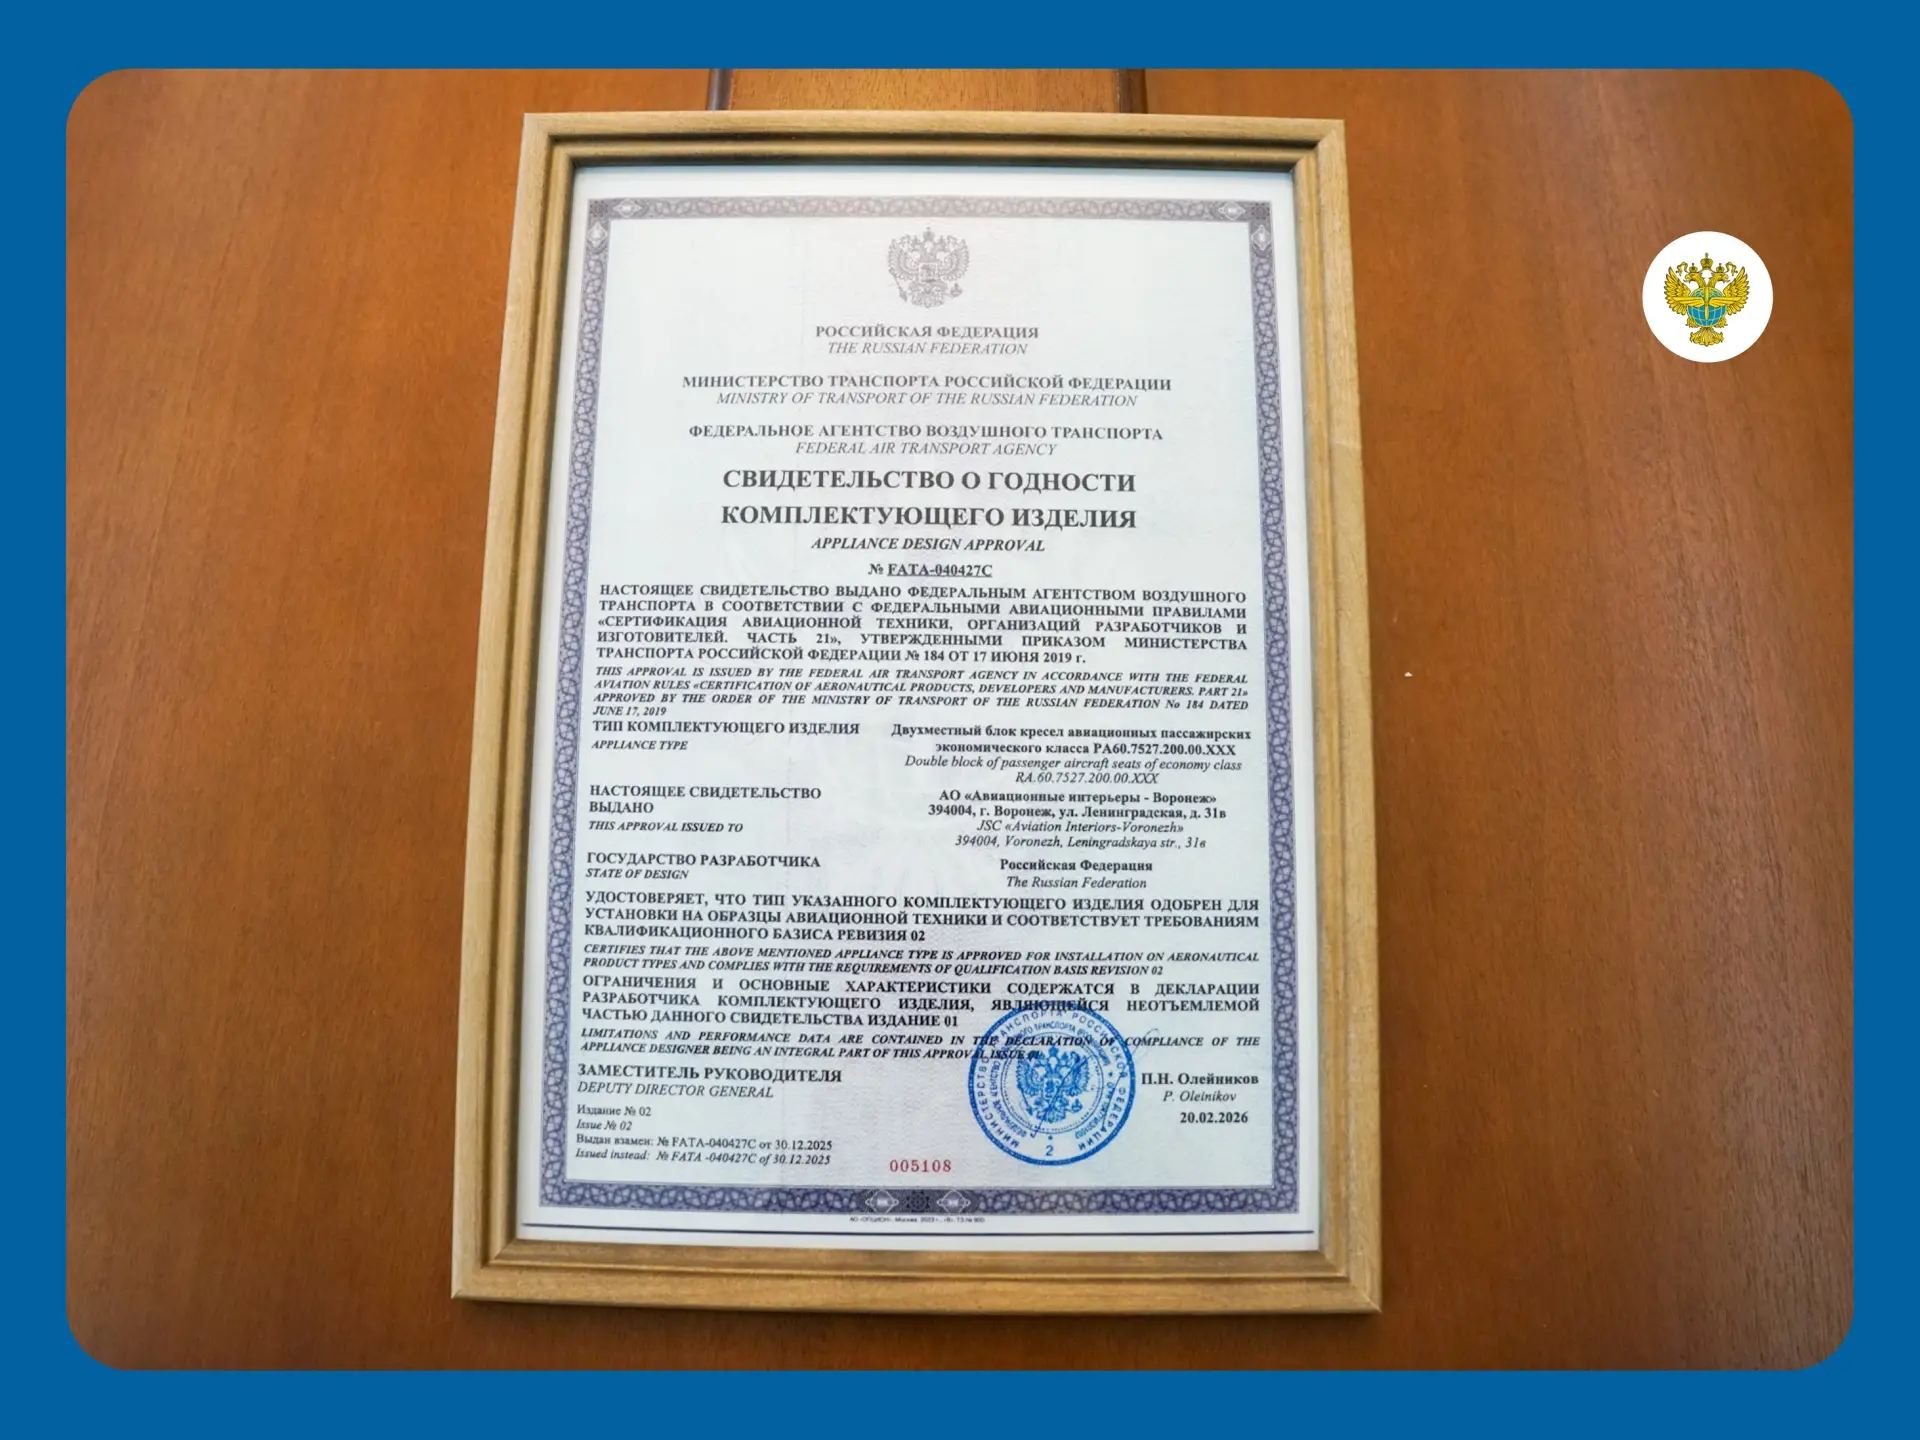 РОССИЙСКАЯ ФЕДЕРАЦИЯ
THE RUSSIAN FEDERATION
МИНИСТЕРСТВО ТРАНСПОРТА РОССИЙСКОЙ ФЕДЕРАЦИИ
MINISTRY OF TRANSPORT OF THE RUSSIAN FEDERATION
ФЕДЕРАЛЬНОЕ АГЕНТСТВО ВОЗДУШНОГО ТРАНСПОРТА
FEDERAL AIR TRANSPORT AGENCY
СВИДЕТЕЛЬСТВО О ГОДНОСТИ
КОМПЛЕКТУЮЩЕГО ИЗДЕЛИЯ
APPLIANCE DESIGN APPROVAL
№ FATA-040427C
НАСТОЯЩЕЕ СВИДЕТЕЛЬСТВО ВЫДАНО ФЕДЕРАЛЬНЫМ АГЕНТСТВОМ ВОЗДУШНОГО
ТРАНСПОРТА В СООТВЕТСТВИИ С ФЕДЕРАЛЬНЫМИ АВИАЦИОННЫМИ ПРАВИЛАМИ
«СЕРТИФИКАЦИЯ АВИАЦИОННОЙ ТЕХНИКИ, ОРГАНИЗАЦИЙ РАЗРАБОТЧИКОВ И
ИЗГОТОВИТЕЛЕЙ. ЧАСТЬ 21», УТВЕРЖДЕННЫМИ ПРИКАЗОМ МИНИСТЕРСТВА
ТРАНСПОРТА РОССИЙСКОЙ ФЕДЕРАЦИИ № 184 ОТ 17 ИЮНЯ 2019 г.
THIS APPROVAL IS ISSUED BY THE FEDERAL AIR TRANSPORT AGENCY IN ACCORDANCE WITH THE FEDERAL
AVIATION RULES «CERTIFICATION OF AERONAUTICAL PRODUCTS, DEVELOPERS AND MANUFACTURERS. PART 21»
APPROVED BY THE ORDER OF THE MINISTRY OF TRANSPORT OF THE RUSSIAN FEDERATION No 184 DATED
JUNE 17, 2019
ТИП КОМПЛЕКТУЮЩЕГО ИЗДЕЛИЯ
APPLIANCE TYPE
Двухместный блок кресел авиационных пассажирских
экономического класса РА60.7527.200.00.ХХХ
Double block of passenger aircraft seats of economy class
RA.60.7527.200.00.XXX
НАСТОЯЩЕЕ СВИДЕТЕЛЬСТВО
ВЫДАНО
THIS APPROVAL ISSUED TO
АО «Авиационные интерьеры - Воронеж»
394004, г. Воронеж, ул. Ленинградская, д. 31в
JSC «Aviation Interiors-Voronezh»
394004, Voronezh, Leningradskaya str., 31в
ГОСУДАРСТВО РАЗРАБОТЧИКА
STATE OF DESIGN
Российская Федерация
The Russian Federation
УДОСТОВЕРЯЕТ, ЧТО ТИП УКАЗАННОГО КОМПЛЕКТУЮЩЕГО ИЗДЕЛИЯ ОДОБРЕН ДЛЯ
УСТАНОВКИ НА ОБРАЗЦЫ АВИАЦИОННОЙ ТЕХНИКИ И СООТВЕТСТВУЕТ ТРЕБОВАНИЯМ
КВАЛИФИКАЦИОННОГО БАЗИСА РЕВИЗИЯ 02
CERTIFIES THAT THE ABOVE MENTIONED APPLIANCE TYPE IS APPROVED FOR INSTALLATION ON AERONAUTICAL
PRODUCT TYPES AND COMPLIES WITH THE REQUIREMENTS OF QUALIFICATION BASIS REVISION 02
ОГРАНИЧЕНИЯ И ОСНОВНЫЕ ХАРАКТЕРИСТИКИ СОДЕРЖАТСЯ В ДЕКЛАРАЦИИ
РАЗРАБОТЧИКА КОМПЛЕКТУЮЩЕГО ИЗДЕЛИЯ, ЯВЛЯЮЩЕЙСЯ НЕОТЪЕМЛЕМОЙ
ЧАСТЬЮ ДАННОГО СВИДЕТЕЛЬСТВА ИЗДАНИЕ 01
LIMITATIONS AND PERFORMANCE DATA ARE CONTAINED IN THE DECLARATION OF COMPLIANCE OF THE
APPLIANCE DESIGNER BEING AN INTEGRAL PART OF THIS APPROVAL ISSUE 01
ЗАМЕСТИТЕЛЬ РУКОВОДИТЕЛЯ
DEPUTY DIRECTOR GENERAL
П.Н. Олейников
P. Oleinikov
20.02.2026
Издание № 02
Issue № 02
Выдан взамен: № FATA-040427C от 30.12.2025
Issued instead: № FATA -040427C of 30.12.2025
005108
МИНИСТЕРСТВО ТРАНСПОРТА РОССИЙСКОЙ ФЕДЕРАЦИИ
2